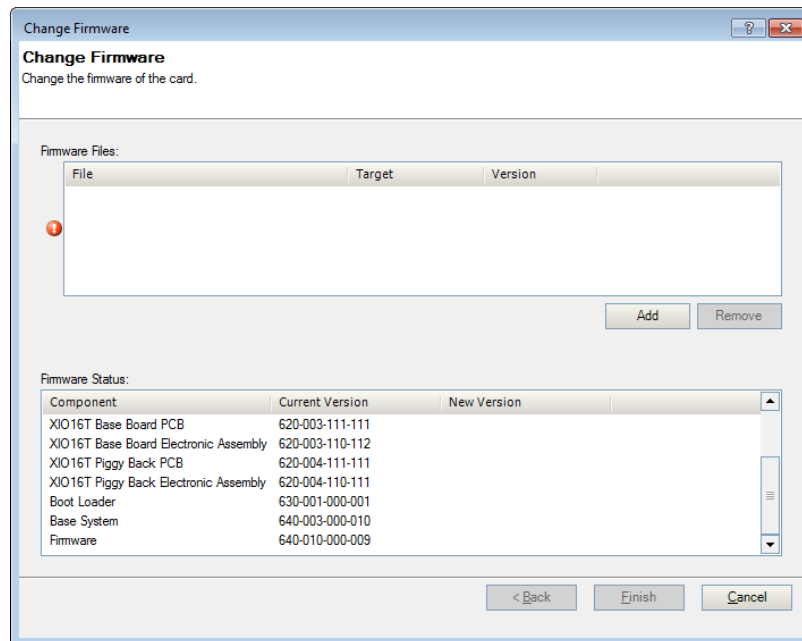 Change Firmware
Change Firmware
Change the firmware of the card.
Firmware Files:
File Target Version
Add Remove
Firmware Status:
Component Current Version New Version
XIO16T Base Board PCB 620-003-111-111
XIO16T Base Board Electronic Assembly 620-003-110-112
XIO16T Piggy Back PCB 620-004-111-111
XIO16T Piggy Back Electronic Assembly 620-004-110-111
Boot Loader 630-001-000-001
Base System 640-003-000-010
Firmware 640-010-000-009
< Back Finish Cancel